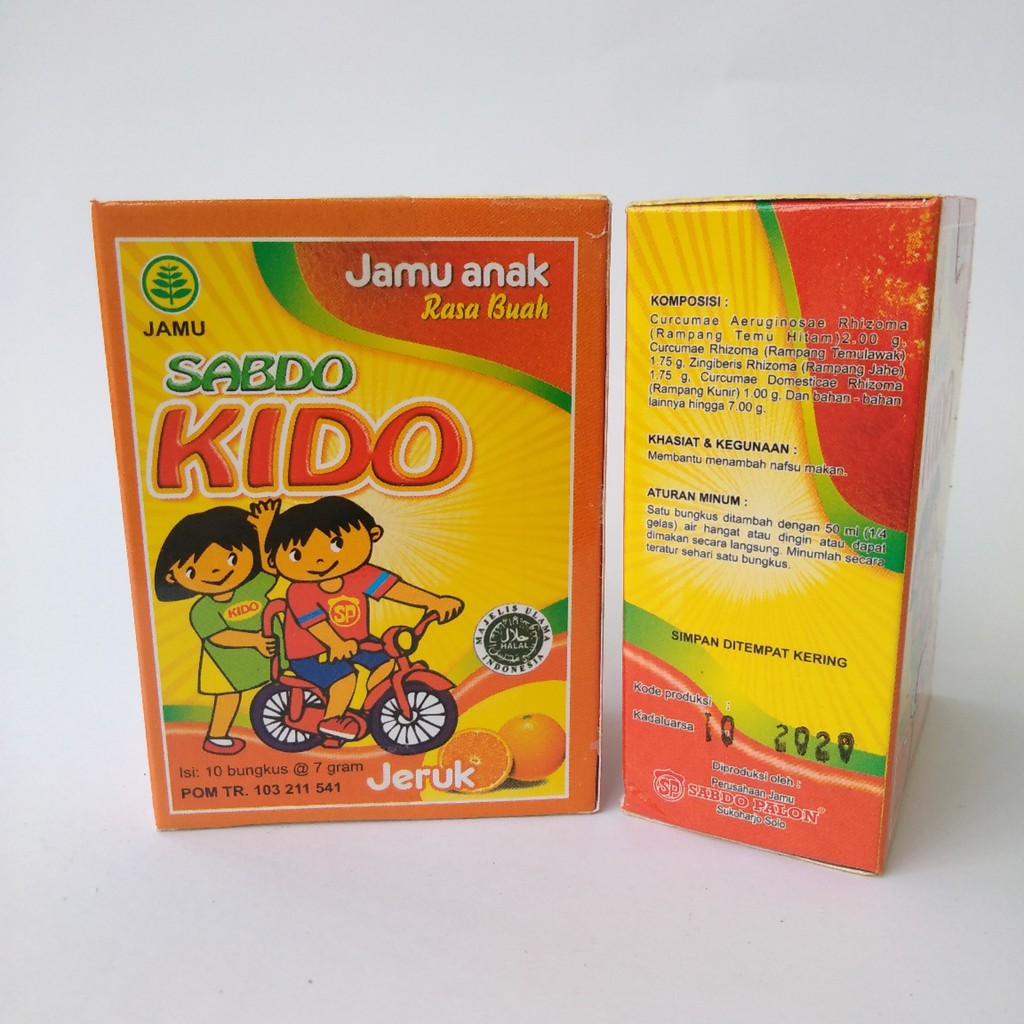 JAMU
Jamu anak
Rasa Buah
SABDO
KIDO
KIDO
SP
MAJELIS ULAMA
حلال
HALAL
INDONESIA
Isi: 10 bungkus @ 7 gram
POM TR. 103 211 541
Jeruk
KOMPOSISI :
Curcumae Aeruginosae Rhizoma
(Rampang Temu Hitam)2.00 g,
Curcumae Rhizoma (Rampang Temulawak)
1.75 g, Zingiberis Rhizoma (Rampang Jahe)
1.75 g, Curcumae Domesticae Rhizoma
(Rampang Kunir) 1.00 g, Dan bahan - bahan
lainnya hingga 7.00 g.
KHASIAT & KEGUNAAN :
Membantu menambah nafsu makan.
ATURAN MINUM :
Satu bungkus ditambah dengan 50 ml (1/4
gelas) air hangat atau dingin atau dapat
dimakan secara langsung. Minumlah secara
teratur sehari satu bungkus.
SIMPAN DITEMPAT KERING
Kode produksi :
Kadaluarsa 10 2020
Diproduksi oleh :
Perusahaan Jamu
SP SABDO PALON®
Sukoharjo Solo